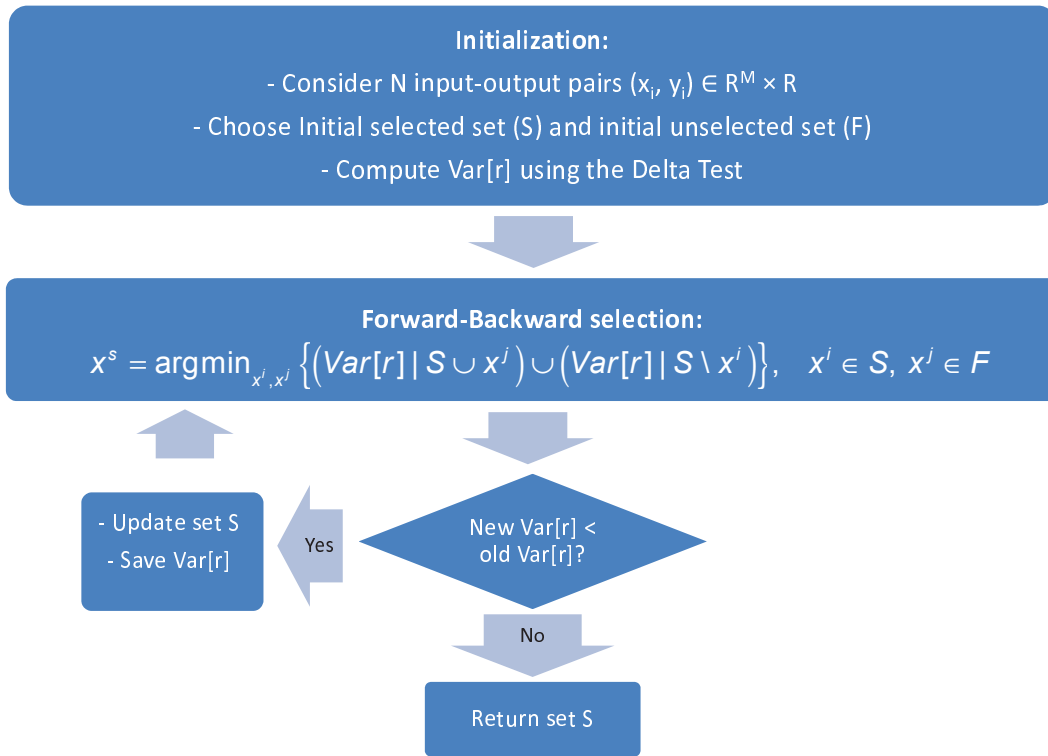 Initialization:
- Consider N input-output pairs (xᵢ, yᵢ) ∈ Rᴹ × R
- Choose Initial selected set (S) and initial unselected set (F)
- Compute Var[r] using the Delta Test
Forward-Backward selection:
xˢ = argmin_{xⁱ, xʲ} {(Var[r] | S ∪ xʲ) ∪ (Var[r] | S \ xⁱ)}, xⁱ ∈ S, xʲ ∈ F
New Var[r] <
old Var[r]?
Yes
- Update set S
- Save Var[r]
No
Return set S